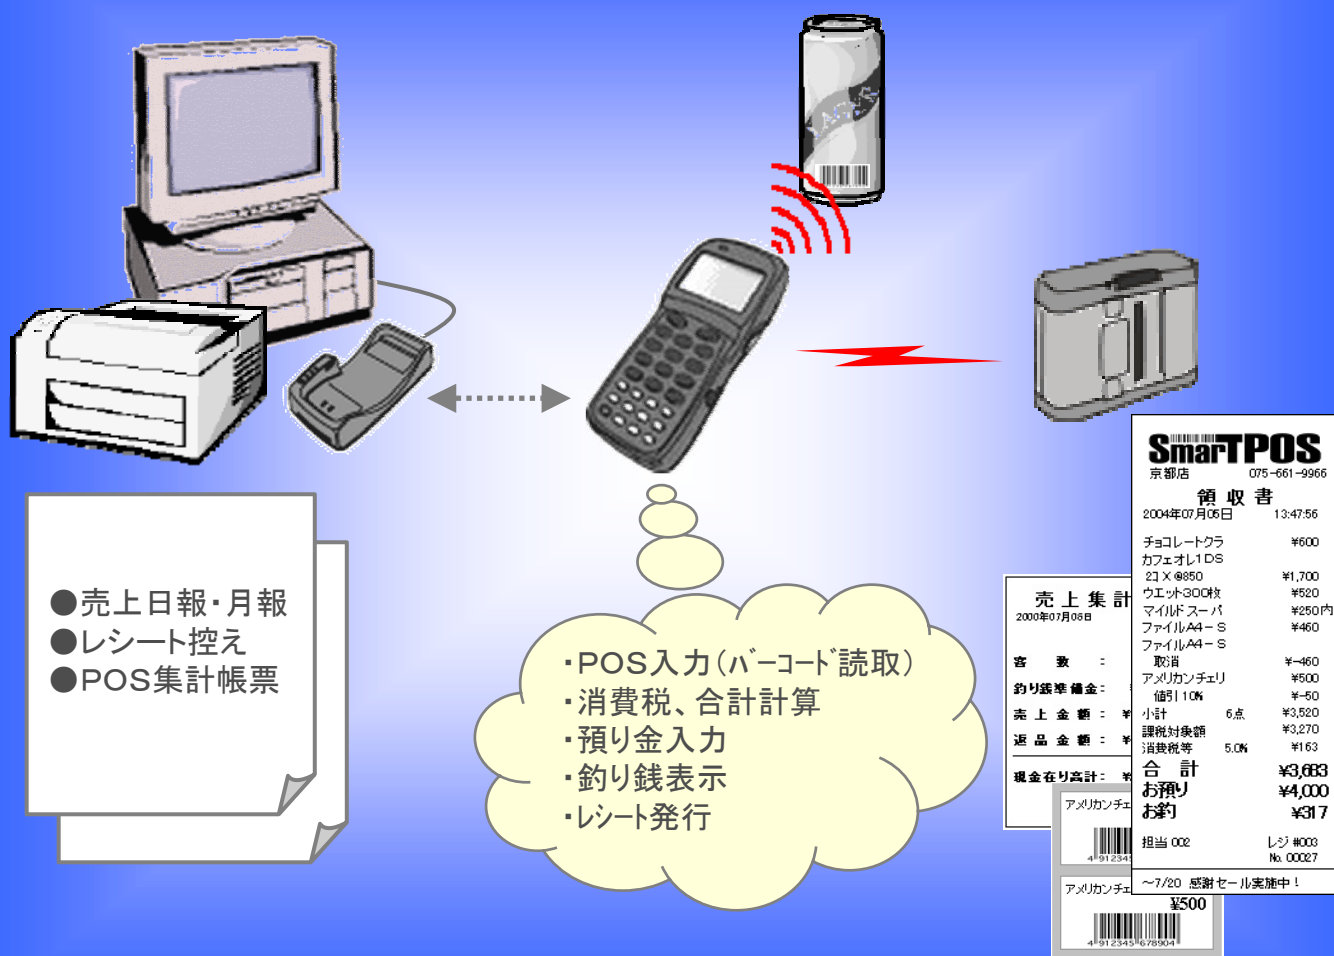 ●売上日報・月報
●レシート控え
●POS集計帳票
・POS入力(バーコード読取)
・消費税、合計計算
・預り金入力
・釣り銭表示
・レシート発行
売上集計
2000年07月06日
客　数　：
釣り銭準備金：
売上金額：　¥
返品金額：　¥
現金在り高計：　¥
アメリカンチェ
4 912345
アメリカンチェ
¥500
4 912345 678904
SmarTPOS
京都店　075-661-9966
領収書
2004年07月05日　13:47:56
チョコレートクラ　¥600
カフェオレ1DS
2コ×@850　¥1,700
ウエット300枚　¥520
マイルドスーパ　¥250内
ファイルA4-S　¥460
ファイルA4-S
取消　¥-460
アメリカンチェリ　¥500
値引10%　¥-50
小計　6点　¥3,520
課税対象額　¥3,270
消費税等　5.0%　¥163
合　計　¥3,683
お預り　¥4,000
お釣　¥317
担当 002　レジ #003
No. 00027
～7/20 感謝セール実施中！